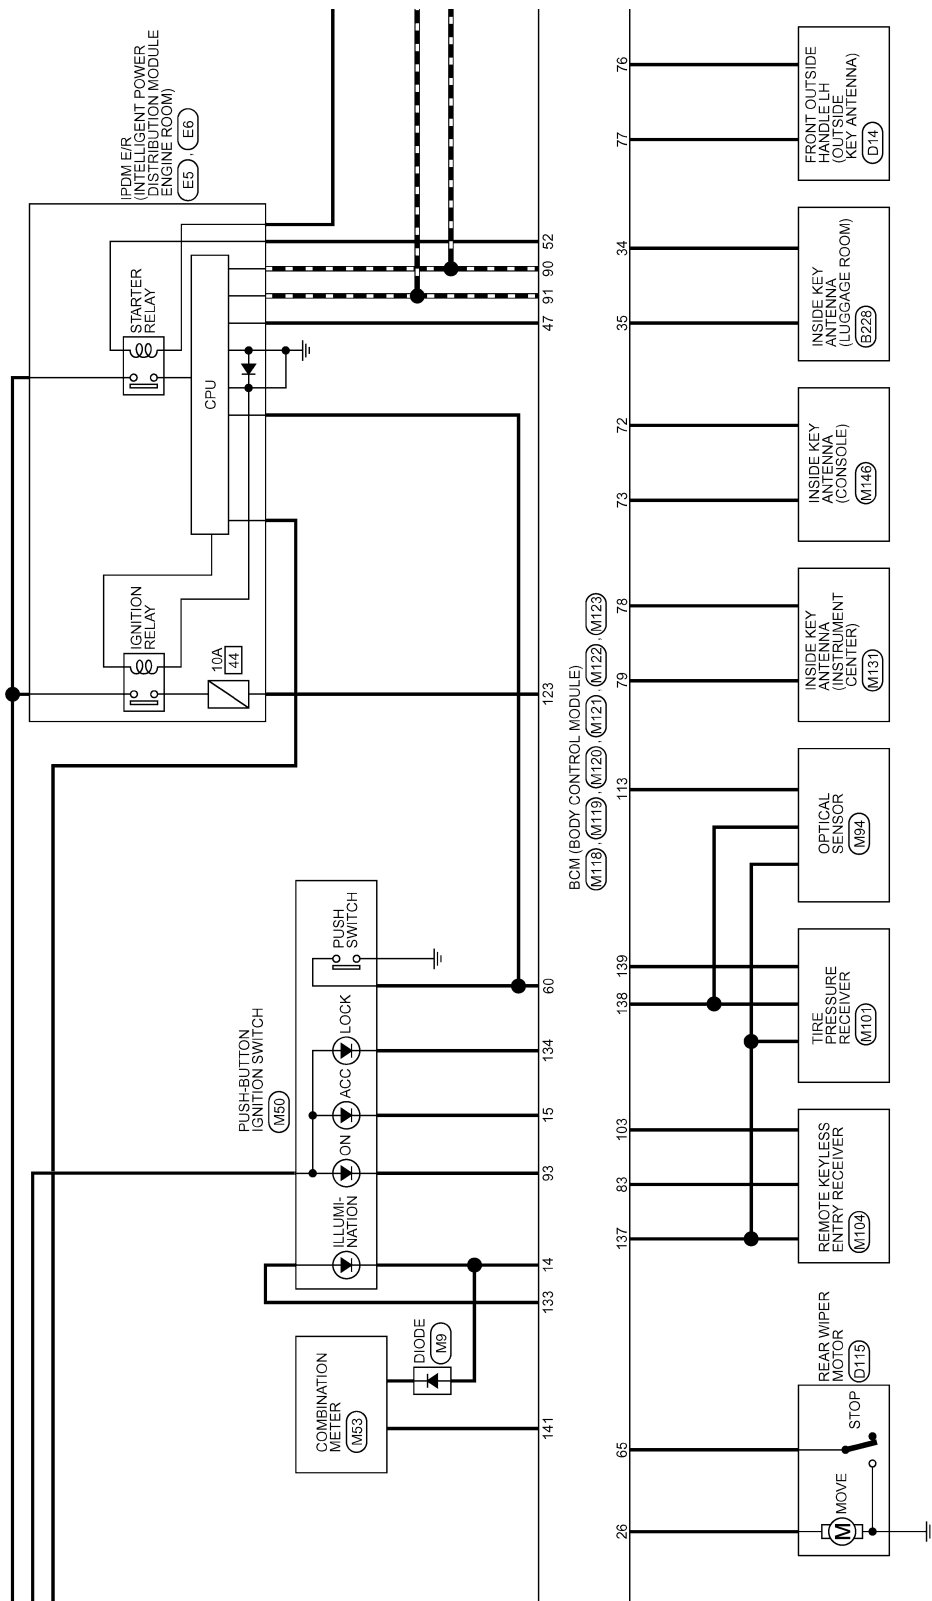 IPDM E/R
(INTELLIGENT POWER
DISTRIBUTION MODULE
ENGINE ROOM)
E5 , E6
STARTER
RELAY
CPU
IGNITION
RELAY
10A
44
52
90
91
47
123
60
134
15
93
14
133
141
PUSH-BUTTON
IGNITION SWITCH
M50
PUSH
SWITCH
LOCK
ACC
ON
ILLUMI-
NATION
COMBINATION
METER
M53
DIODE
M9
BCM (BODY CONTROL MODULE)
M118 , M119 , M120 , M121 , M122 , M123
76
77
34
35
72
73
78
79
113
139
138
103
83
137
65
26
FRONT OUTSIDE
HANDLE LH
(OUTSIDE
KEY ANTENNA)
D14
INSIDE KEY
ANTENNA
(LUGGAGE ROOM)
B228
INSIDE KEY
ANTENNA
(CONSOLE)
M146
INSIDE KEY
ANTENNA
(INSTRUMENT
CENTER)
M131
OPTICAL
SENSOR
M94
TIRE
PRESSURE
RECEIVER
M101
REMOTE KEYLESS
ENTRY RECEIVER
M104
REAR WIPER
MOTOR
D115
STOP
MOVE
M